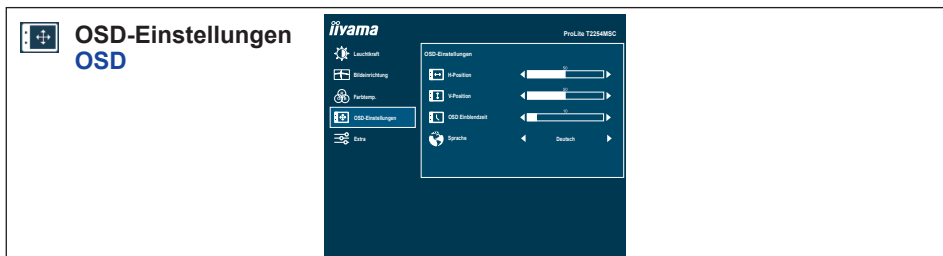 OSD-Einstellungen
OSD
iiyama
ProLite T2254MSC
Leuchtkraft
Bildeinrichtung
Farbtemp.
OSD-Einstellungen
Extra
OSD-Einstellungen
H-Position
50
V-Position
50
OSD Einblendzeit
10
Sprache
Deutsch